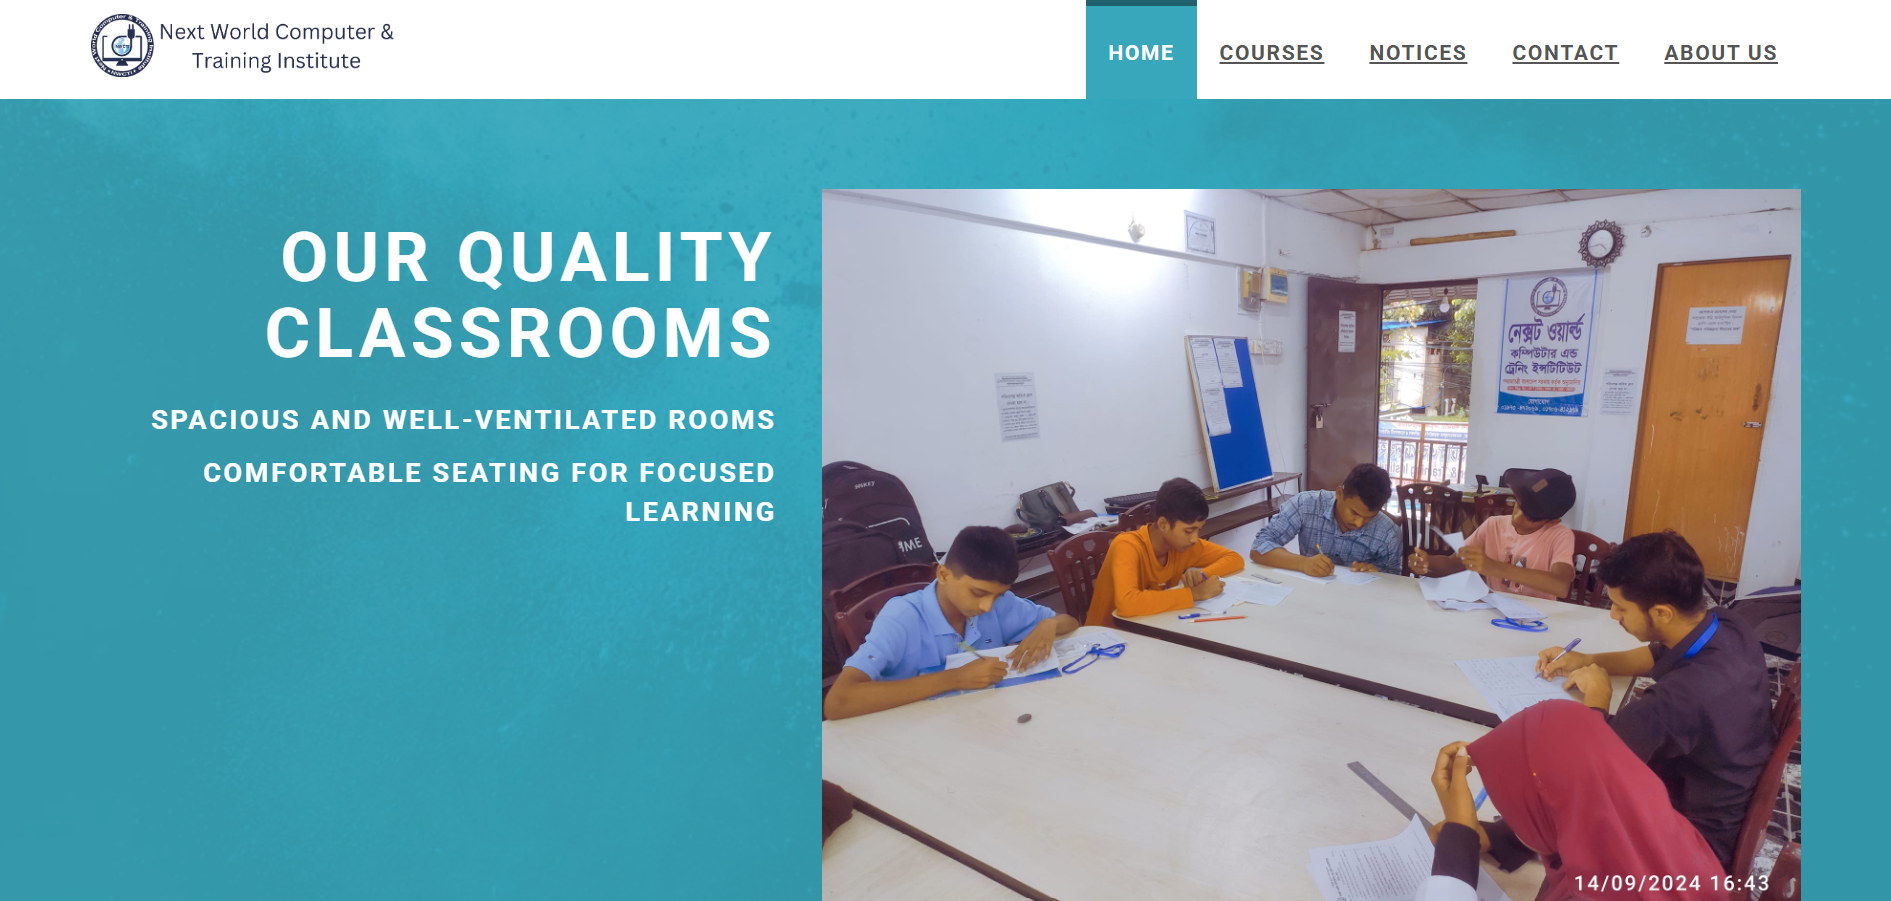 Next World Computer &
Training Institute
HOME COURSES NOTICES CONTACT ABOUT US
OUR QUALITY
CLASSROOMS
SPACIOUS AND WELL-VENTILATED ROOMS
COMFORTABLE SEATING FOR FOCUSED
LEARNING
নেক্সট ওয়ার্ল্ড
কম্পিউটার এন্ড
ট্রেনিং ইন্সটিটিউট
14/09/2024 16:43